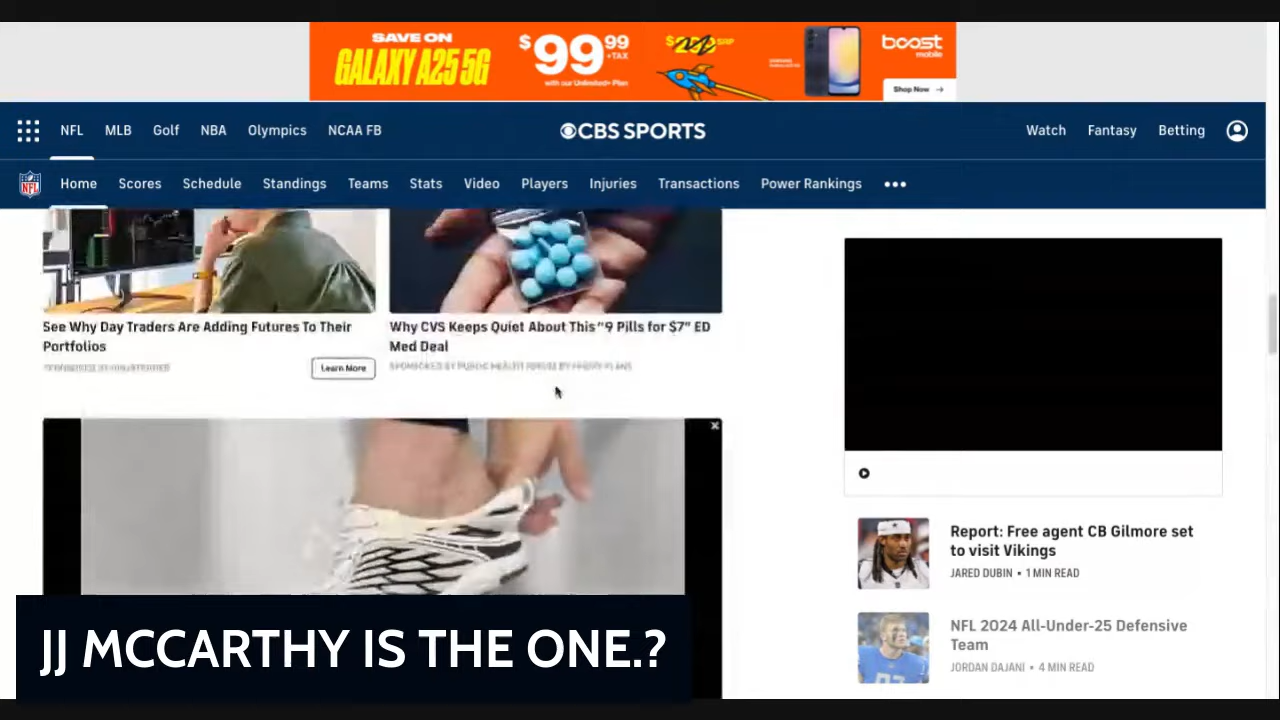 SAVE ON
GALAXY A25 5G
$99 99
+TAX
with our Unlimited+ Plan
boost
mobile
Shop Now →
NFL MLB Golf NBA Olympics NCAA FB
CBS SPORTS
Watch Fantasy Betting
Home Scores Schedule Standings Teams Stats Video Players Injuries Transactions Power Rankings •••
See Why Day Traders Are Adding Futures To Their
Portfolios
Learn More
Why CVS Keeps Quiet About This "9 Pills for $7" ED
Med Deal
Report: Free agent CB Gilmore set
to visit Vikings
JARED DUBIN • 1 MIN READ
NFL 2024 All-Under-25 Defensive
Team
JORDAN DAJANI • 4 MIN READ
JJ MCCARTHY IS THE ONE.?